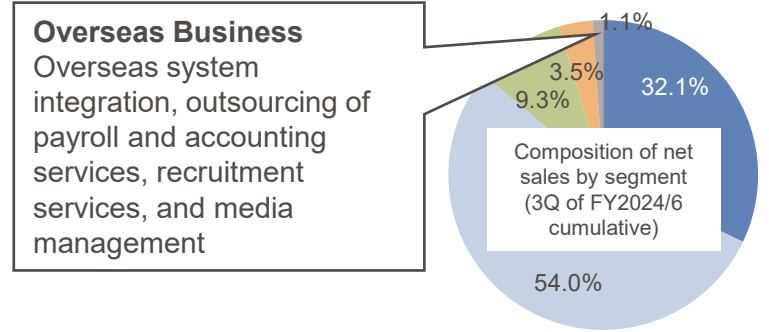 Overseas Business
Overseas system
integration, outsourcing of
payroll and accounting
services, recruitment
services, and media
management
1.1%
3.5%
9.3%
32.1%
Composition of net
sales by segment
(3Q of FY2024/6
cumulative)
54.0%